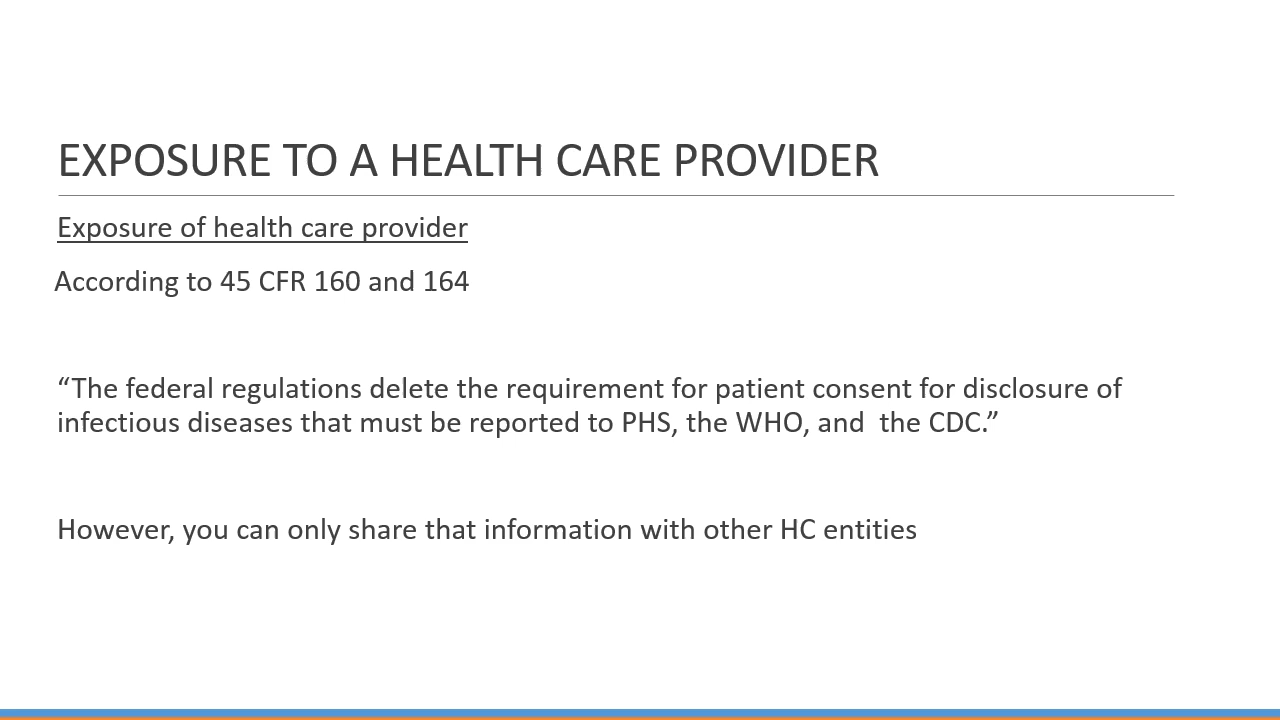 EXPOSURE TO A HEALTH CARE PROVIDER
Exposure of health care provider
According to 45 CFR 160 and 164
“The federal regulations delete the requirement for patient consent for disclosure of
infectious diseases that must be reported to PHS, the WHO, and  the CDC.”
However, you can only share that information with other HC entities